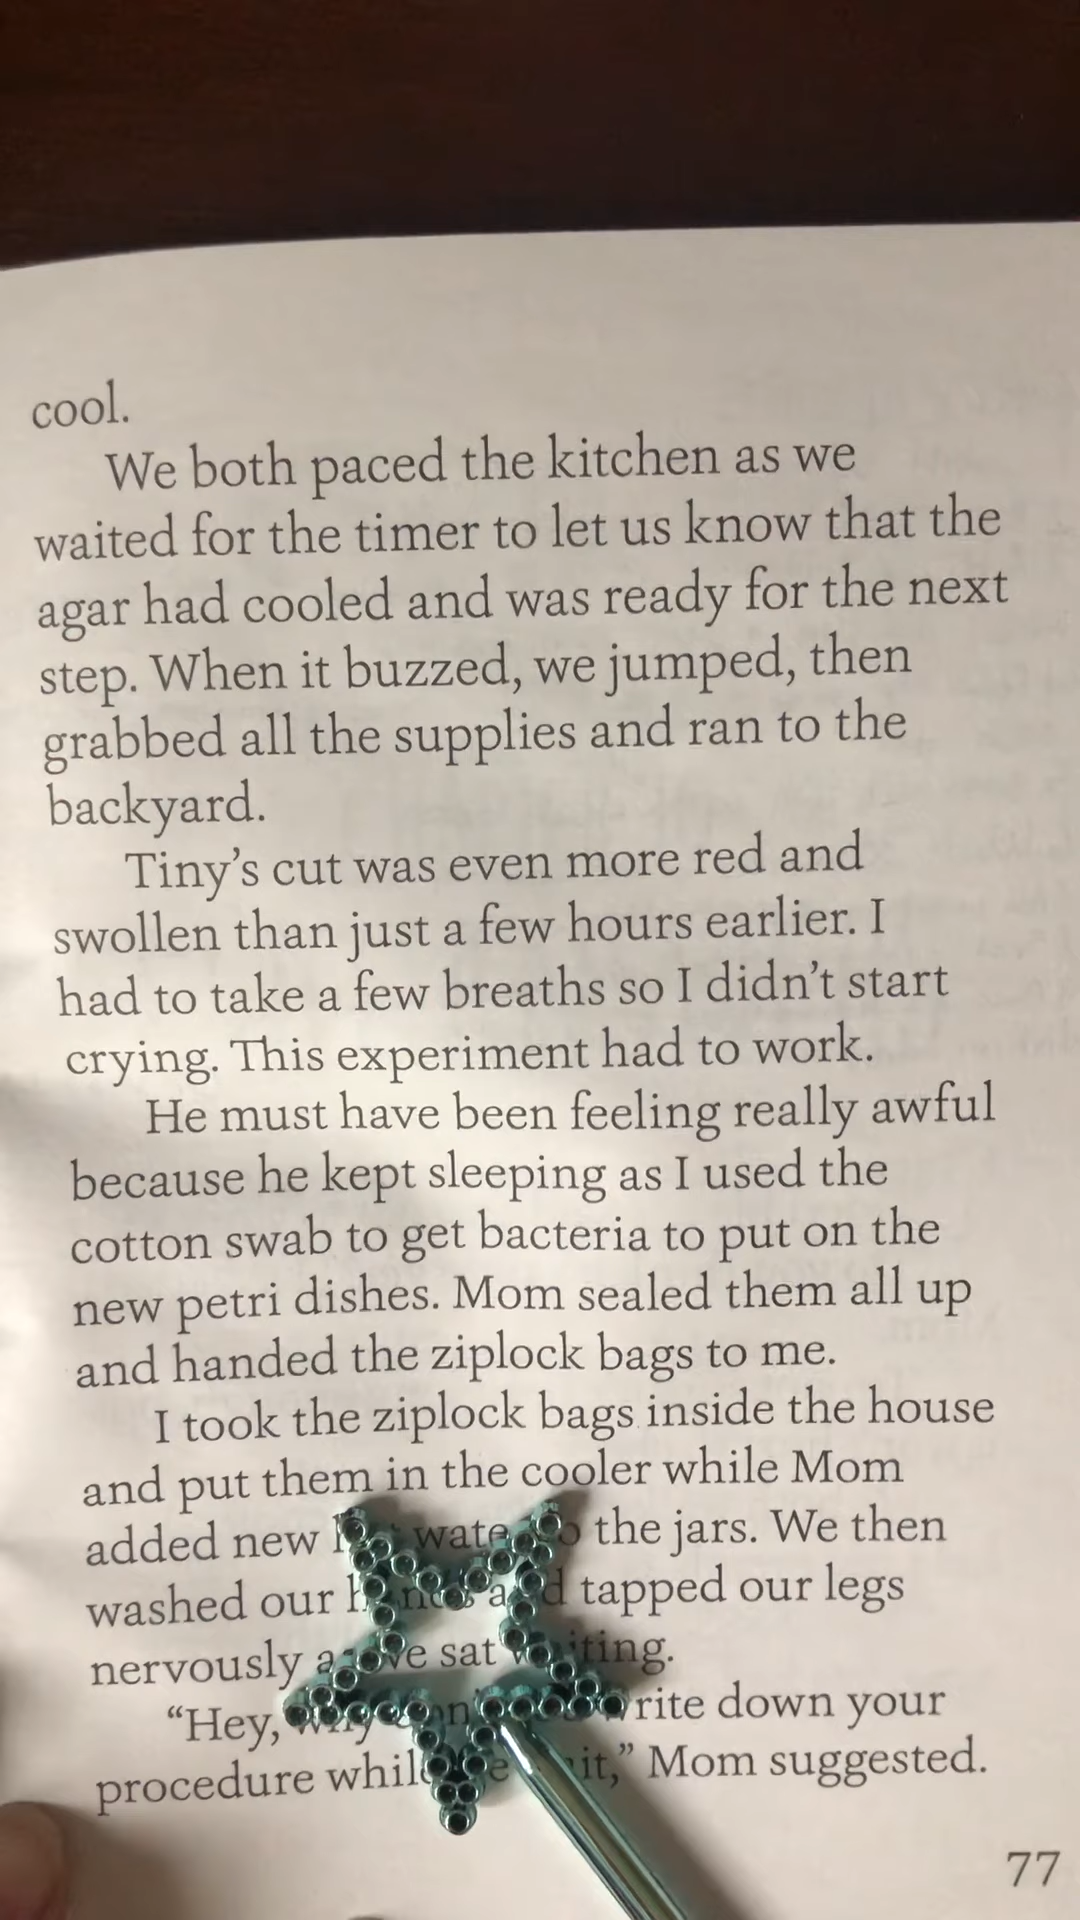 cool.
We both paced the kitchen as we
waited for the timer to let us know that the
agar had cooled and was ready for the next
step. When it buzzed, we jumped, then
grabbed all the supplies and ran to the
backyard.
Tiny’s cut was even more red and
swollen than just a few hours earlier. I
had to take a few breaths so I didn’t start
crying. This experiment had to work.
He must have been feeling really awful
because he kept sleeping as I used the
cotton swab to get bacteria to put on the
new petri dishes. Mom sealed them all up
and handed the ziplock bags to me.
I took the ziplock bags inside the house
and put them in the cooler while Mom
added new water the jars. We then
washed our tapped our legs
nervously sat
“Hey, why down your
procedure Mom suggested.
77